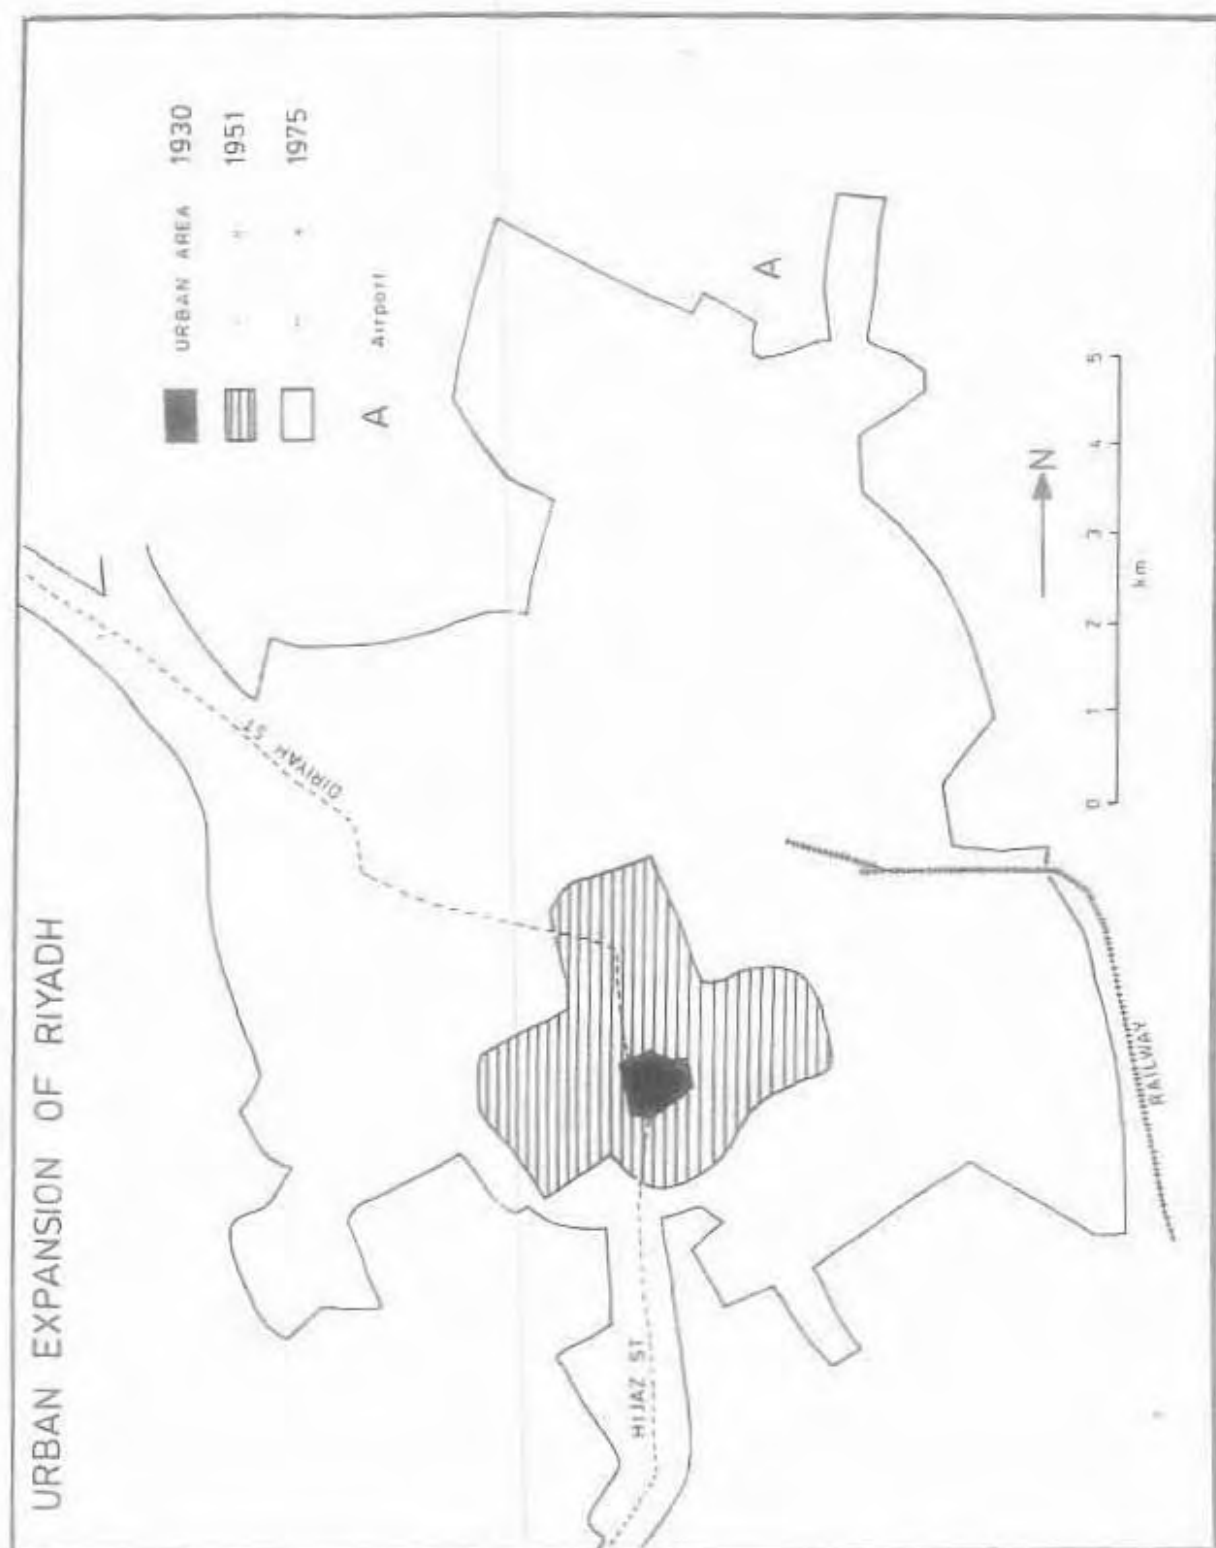 URBAN EXPANSION OF RIYADH
URBAN AREA 1930
" " 1951
" " 1975
A Airport
DIRIYAH ST
HIJAZ ST
RAILWAY
A
N
0 1 2 3 4 5
km